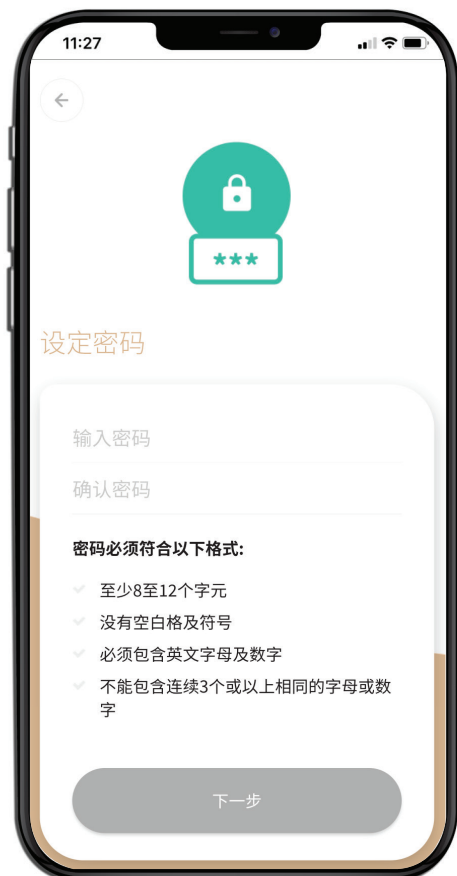 11:27
***
设定密码
输入密码
确认密码
密码必须符合以下格式:
至少8至12个字元
没有空白格及符号
必须包含英文字母及数字
不能包含连续3个或以上相同的字母或数
字
下一步